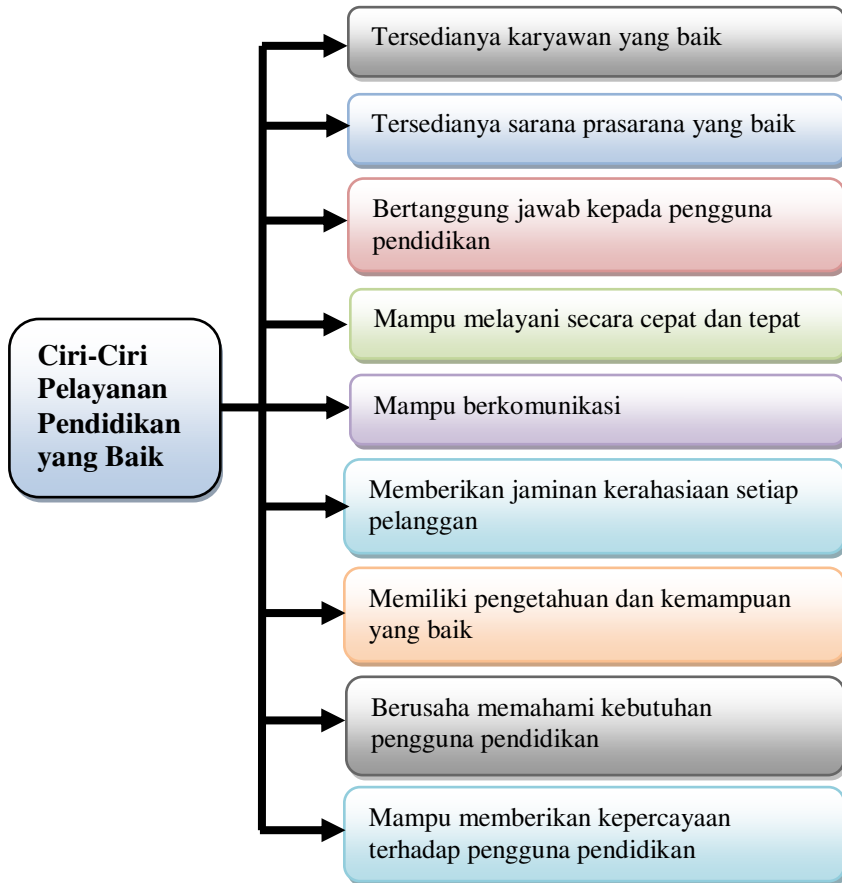 Ciri-Ciri
Pelayanan
Pendidikan
yang Baik
Tersedianya karyawan yang baik
Tersedianya sarana prasarana yang baik
Bertanggung jawab kepada pengguna
pendidikan
Mampu melayani secara cepat dan tepat
Mampu berkomunikasi
Memberikan jaminan kerahasiaan setiap
pelanggan
Memiliki pengetahuan dan kemampuan
yang baik
Berusaha memahami kebutuhan
pengguna pendidikan
Mampu memberikan kepercayaan
terhadap pengguna pendidikan